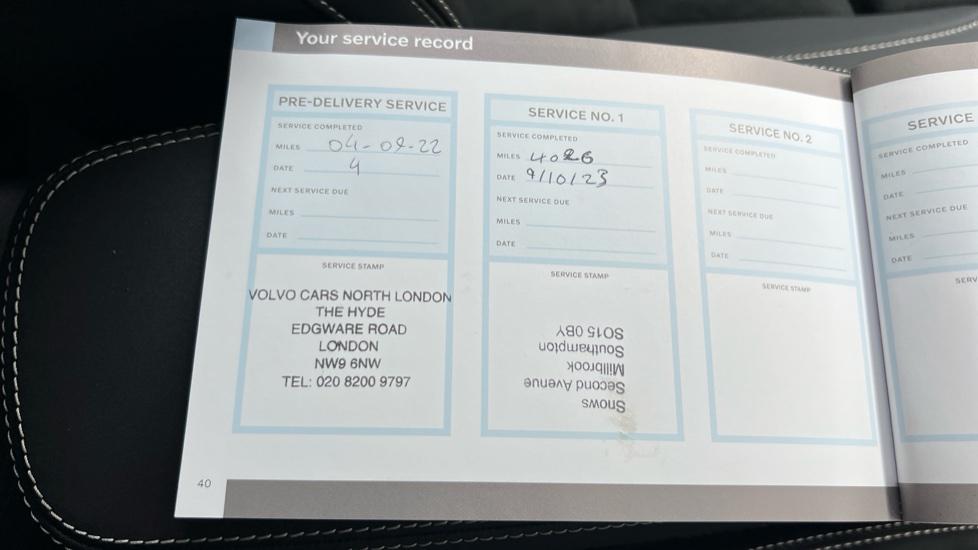 Your service record
PRE-DELIVERY SERVICE
SERVICE COMPLETED
MILES 04-09-22
DATE 4
NEXT SERVICE DUE
MILES
DATE
SERVICE STAMP
VOLVO CARS NORTH LONDON
THE HYDE
EDGWARE ROAD
LONDON
NW9 6NW
TEL: 020 8200 9797
SERVICE NO. 1
SERVICE COMPLETED
MILES 4026
DATE 9/10/23
NEXT SERVICE DUE
MILES
DATE
SERVICE STAMP
Snows
Second Avenue
Millbrook
Southampton
SO15 0BY
SERVICE NO. 2
SERVICE COMPLETED
MILES
DATE
NEXT SERVICE DUE
MILES
DATE
SERVICE STAMP
SERVICE
SERVICE COMPLETED
MILES
DATE
NEXT SERVICE DUE
MILES
DATE
SERV
40